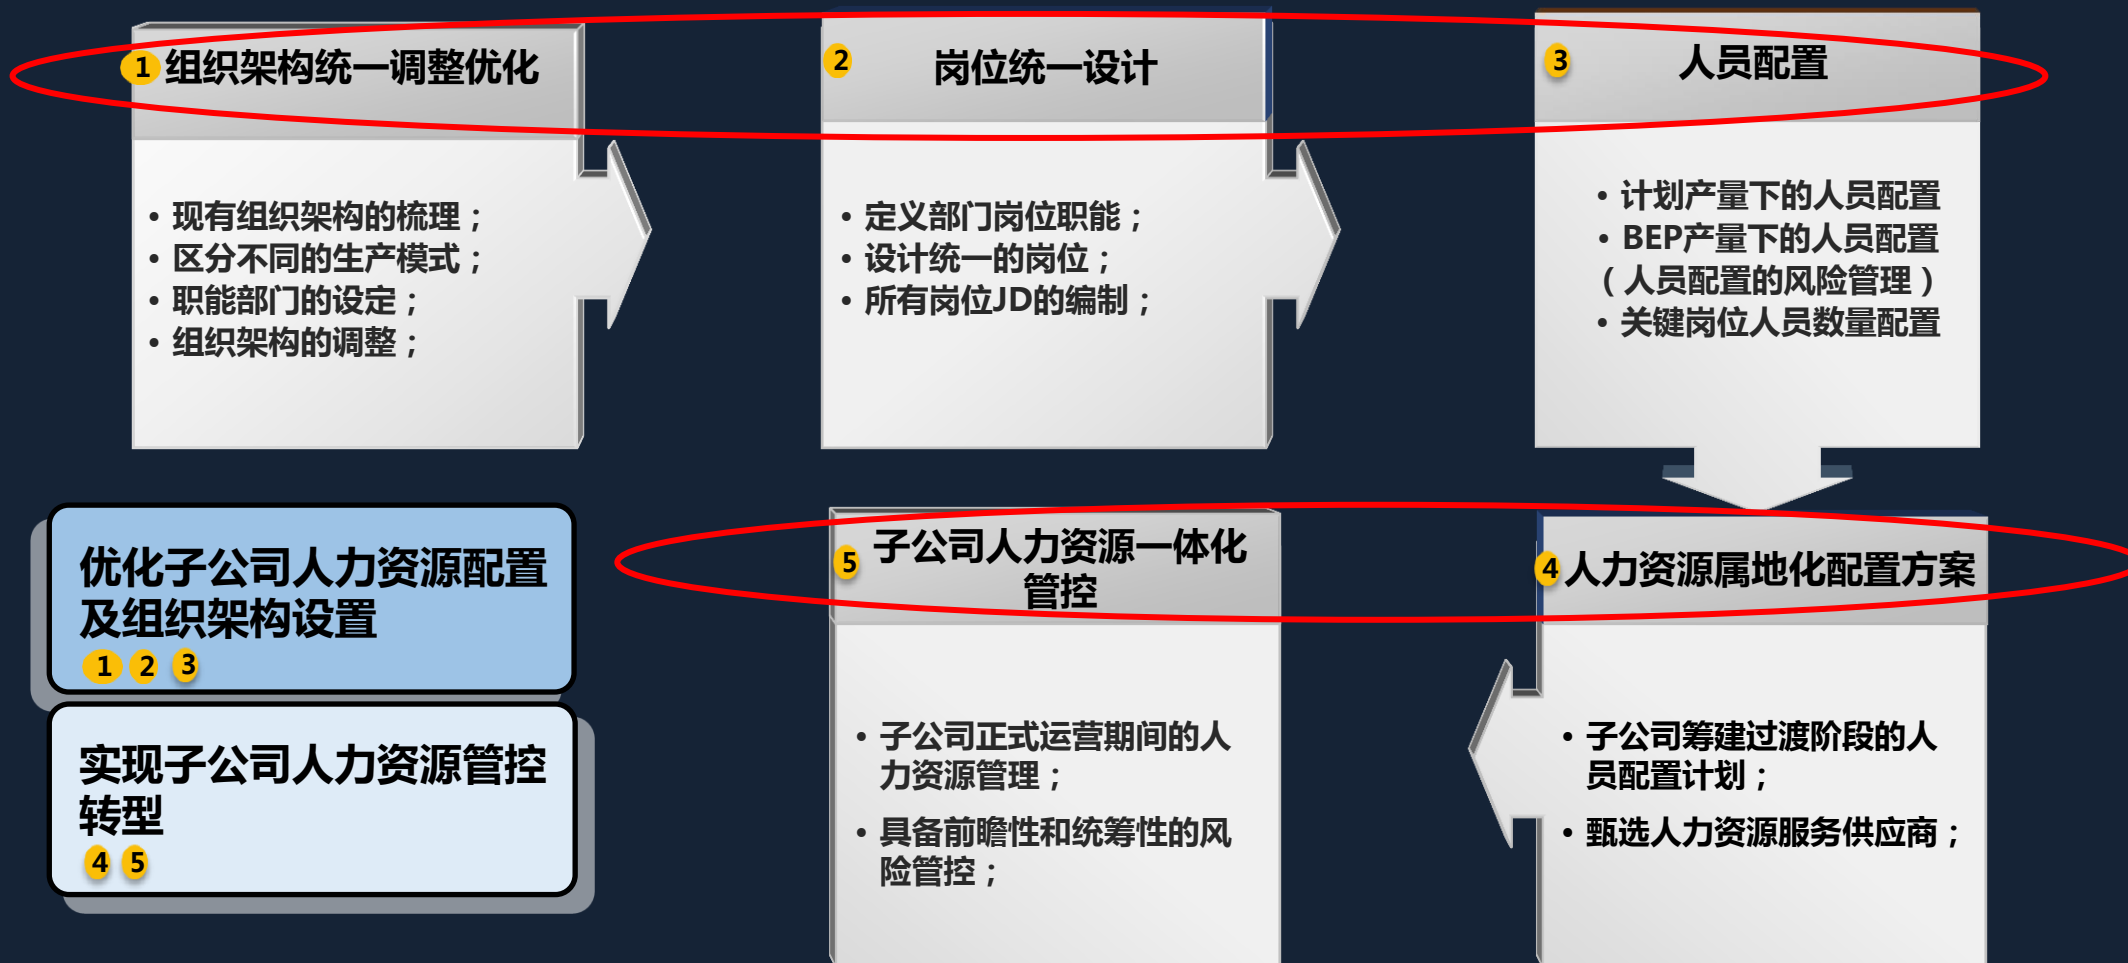 1 组织架构统一调整优化
• 现有组织架构的梳理；
• 区分不同的生产模式；
• 职能部门的设定；
• 组织架构的调整；
2 岗位统一设计
• 定义部门岗位职能；
• 设计统一的岗位；
• 所有岗位JD的编制；
3 人员配置
• 计划产量下的人员配置
• BEP产量下的人员配置
（人员配置的风险管理）
• 关键岗位人员数量配置
4 人力资源属地化配置方案
• 子公司筹建过渡阶段的人
员配置计划；
• 甄选人力资源服务供应商；
5 子公司人力资源一体化
管控
• 子公司正式运营期间的人
力资源管理；
• 具备前瞻性和统筹性的风
险管控；
优化子公司人力资源配置
及组织架构设置
1 2 3
实现子公司人力资源管控
转型
4 5